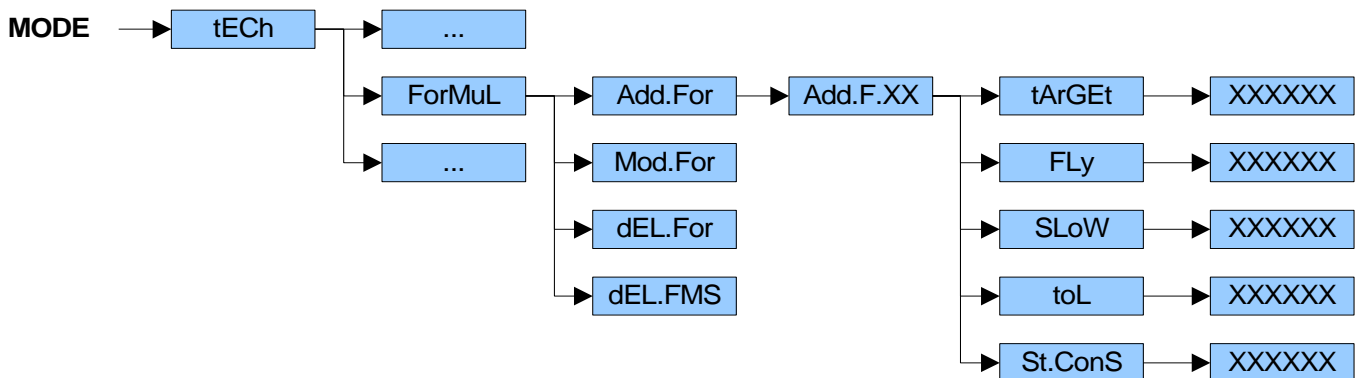 MODE tECh ...
ForMuL Add.For Add.F.XX tArGEt XXXXXX
... Mod.For FLy XXXXXX
dEL.For SLoW XXXXXX
dEL.FMS toL XXXXXX
St.ConS XXXXXX